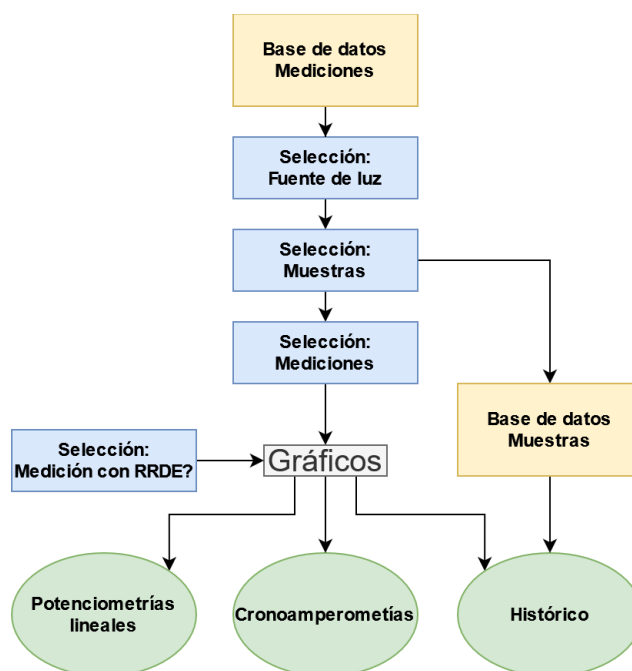 Base de datos
Mediciones
Selección:
Fuente de luz
Selección:
Muestras
Selección:
Mediciones
Base de datos
Muestras
Selección:
Medición con RRDE?
Gráficos
Potenciometrías
lineales
Cronoamperometías
Histórico